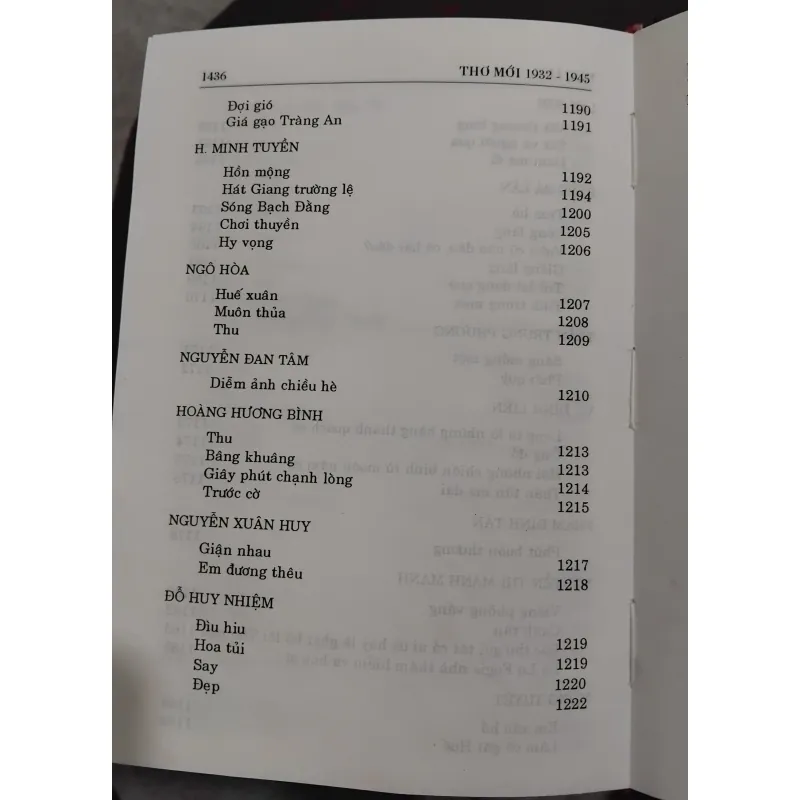 1436 THƠ MỚI 1932 - 1945
Đợi gió 1190
Giá gạo Tràng An 1191
H. MINH TUYỀN
Hồn mộng 1192
Hát Giang trường lệ 1194
Sóng Bạch Đằng 1200
Chơi thuyền 1205
Hy vọng 1206
NGÔ HÒA
Huế xuân 1207
Muôn thủa 1208
Thu 1209
NGUYỄN ĐAN TÂM
Diễm ảnh chiều hè 1210
HOÀNG HƯƠNG BÌNH
Thu 1213
Bâng khuâng 1213
Giây phút chạnh lòng 1214
Trước cờ 1215
NGUYỄN XUÂN HUY
Giận nhau 1217
Em đương thêu 1218
ĐỖ HUY NHIỆM
Đìu hiu 1219
Hoa tủi 1219
Say 1220
Đẹp 1222